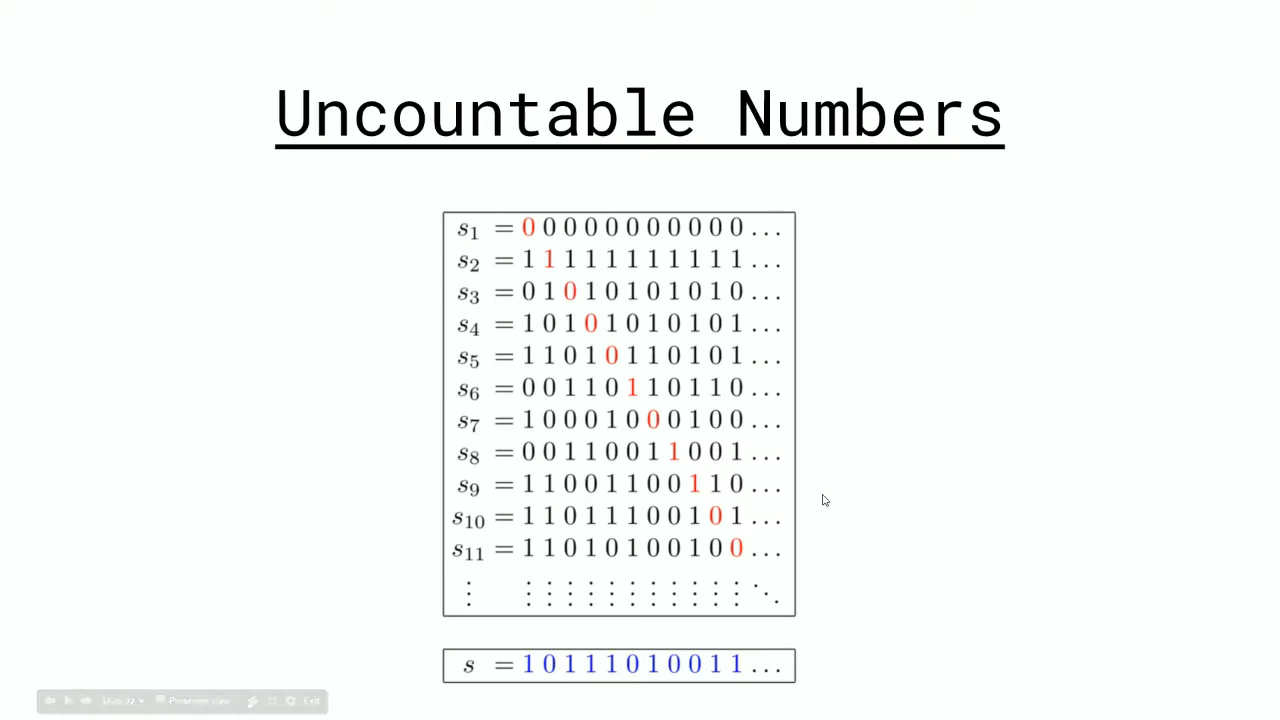 Uncountable Numbers
s₁ = 0 0 0 0 0 0 0 0 0 0 0 ...
s₂ = 1 1 1 1 1 1 1 1 1 1 1 ...
s₃ = 0 1 0 1 0 1 0 1 0 1 0 ...
s₄ = 1 0 1 0 1 0 1 0 1 0 1 ...
s₅ = 1 1 0 1 0 1 1 0 1 0 1 ...
s₆ = 0 0 1 1 0 1 1 0 1 1 0 ...
s₇ = 1 0 0 0 1 0 0 0 1 0 0 ...
s₈ = 0 0 1 1 0 0 1 1 0 0 1 ...
s₉ = 1 1 0 0 1 1 0 0 1 1 0 ...
s₁₀ = 1 1 0 1 1 1 0 0 1 0 1 ...
s₁₁ = 1 1 0 1 0 1 0 0 1 0 0 ...
⋮ ⋮ ⋮ ⋮ ⋮ ⋮ ⋮ ⋮ ⋮ ⋮ ⋮ ⋮ ⋱
s = 1 0 1 1 1 0 1 0 0 1 1 ...
Presenter View Exit